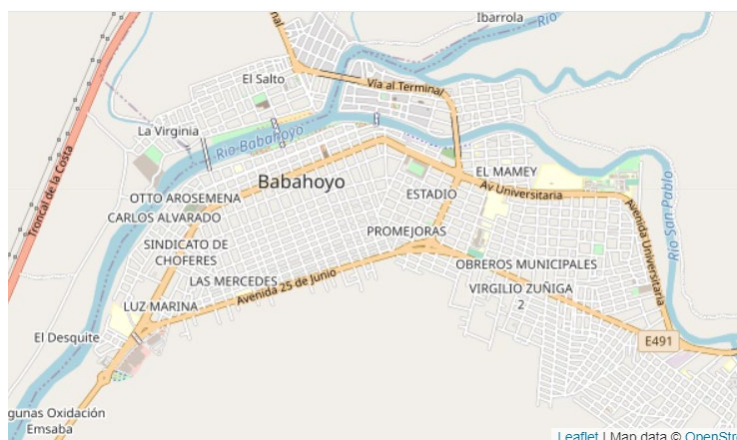 Ibarrola
Río
El Salto
Vía al Terminal
La Virginia
Río Babahoyo
Troncal de la Costa
Babahoyo
EL MAMEY
OTTO AROSEMENA
ESTADIO
Av Universitaria
CARLOS ALVARADO
Río San Pablo
PROMEJORAS
Avenida Universitaria
SINDICATO DE
CHOFERES
OBREROS MUNICIPALES
LAS MERCEDES
Avenida 25 de Junio
VIRGILIO ZUÑIGA
2
LUZ MARINA
El Desquite
E491
gunas Oxidación
Emsaba
Leaflet | Map data © OpenStr